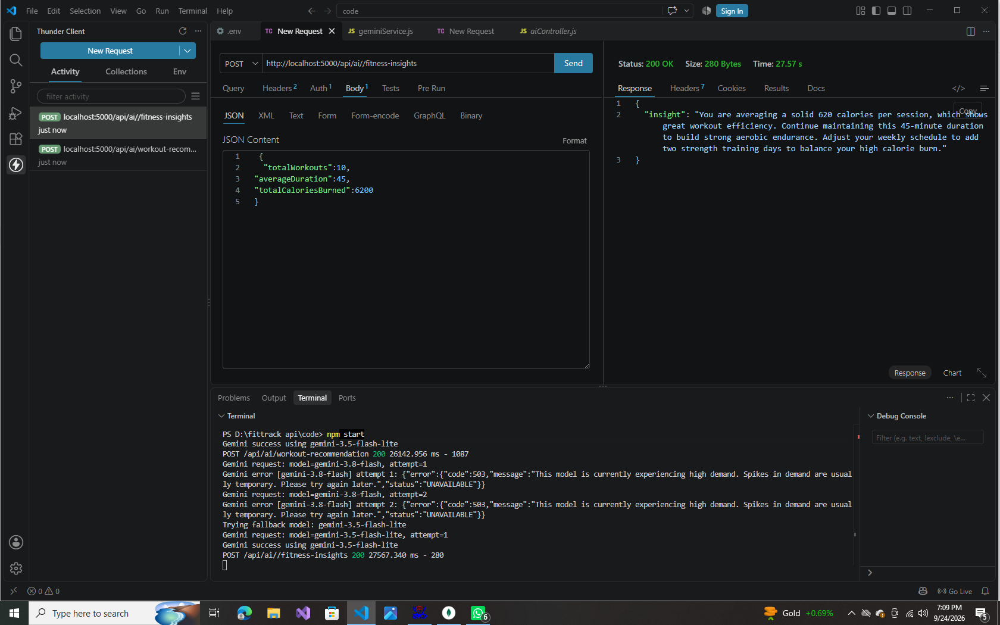 File Edit Selection View Go Run Terminal Help
code
Sign In
Thunder Client
New Request
Activity Collections Env
filter activity
POST localhost:5000/api/ai//fitness-insights
just now
POST localhost:5000/api/ai/workout-recom...
just now
.env
TC New Request
JS geminiService.js
TC New Request
JS aiController.js
POST http://localhost:5000/api/ai//fitness-insights Send
Query Headers 2 Auth 1 Body 1 Tests Pre Run
JSON XML Text Form Form-encode GraphQL Binary
JSON Content
Format
1 {
2 "totalWorkouts":10,
3 "averageDuration":45,
4 "totalCaloriesBurned":6200
5 }
Status: 200 OK Size: 280 Bytes Time: 27.57 s
Response Headers 7 Cookies Results Docs
</>
Copy
1 {
2 "insight": "You are averaging a solid 620 calories per session, which shows
great workout efficiency. Continue maintaining this 45-minute duration
to build strong aerobic endurance. Adjust your weekly schedule to add
two strength training days to balance your high calorie burn."
3 }
Response Chart
Problems Output Terminal Ports
Terminal
PS D:\fittrack api\code> npm start
Gemini success using gemini-3.5-flash-lite
POST /api/ai/workout-recommendation 200 26142.956 ms - 1087
Gemini request: model=gemini-3.8-flash, attempt=1
Gemini error [gemini-3.8-flash] attempt 1: {"error":{"code":503,"message":"This model is currently experiencing high demand. Spikes in demand are usual
ly temporary. Please try again later.","status":"UNAVAILABLE"}}
Gemini request: model=gemini-3.8-flash, attempt=2
Gemini error [gemini-3.8-flash] attempt 2: {"error":{"code":503,"message":"This model is currently experiencing high demand. Spikes in demand are usual
ly temporary. Please try again later.","status":"UNAVAILABLE"}}
Trying fallback model: gemini-3.5-flash-lite
Gemini request: model=gemini-3.5-flash-lite, attempt=1
Gemini success using gemini-3.5-flash-lite
POST /api/ai//fitness-insights 200 27567.340 ms - 280
Debug Console
Filter (e.g. text, !exclude, \e...
0 0
Go Live
Type here to search
6
Gold +0.69%
7:09 PM
9/24/2026
5